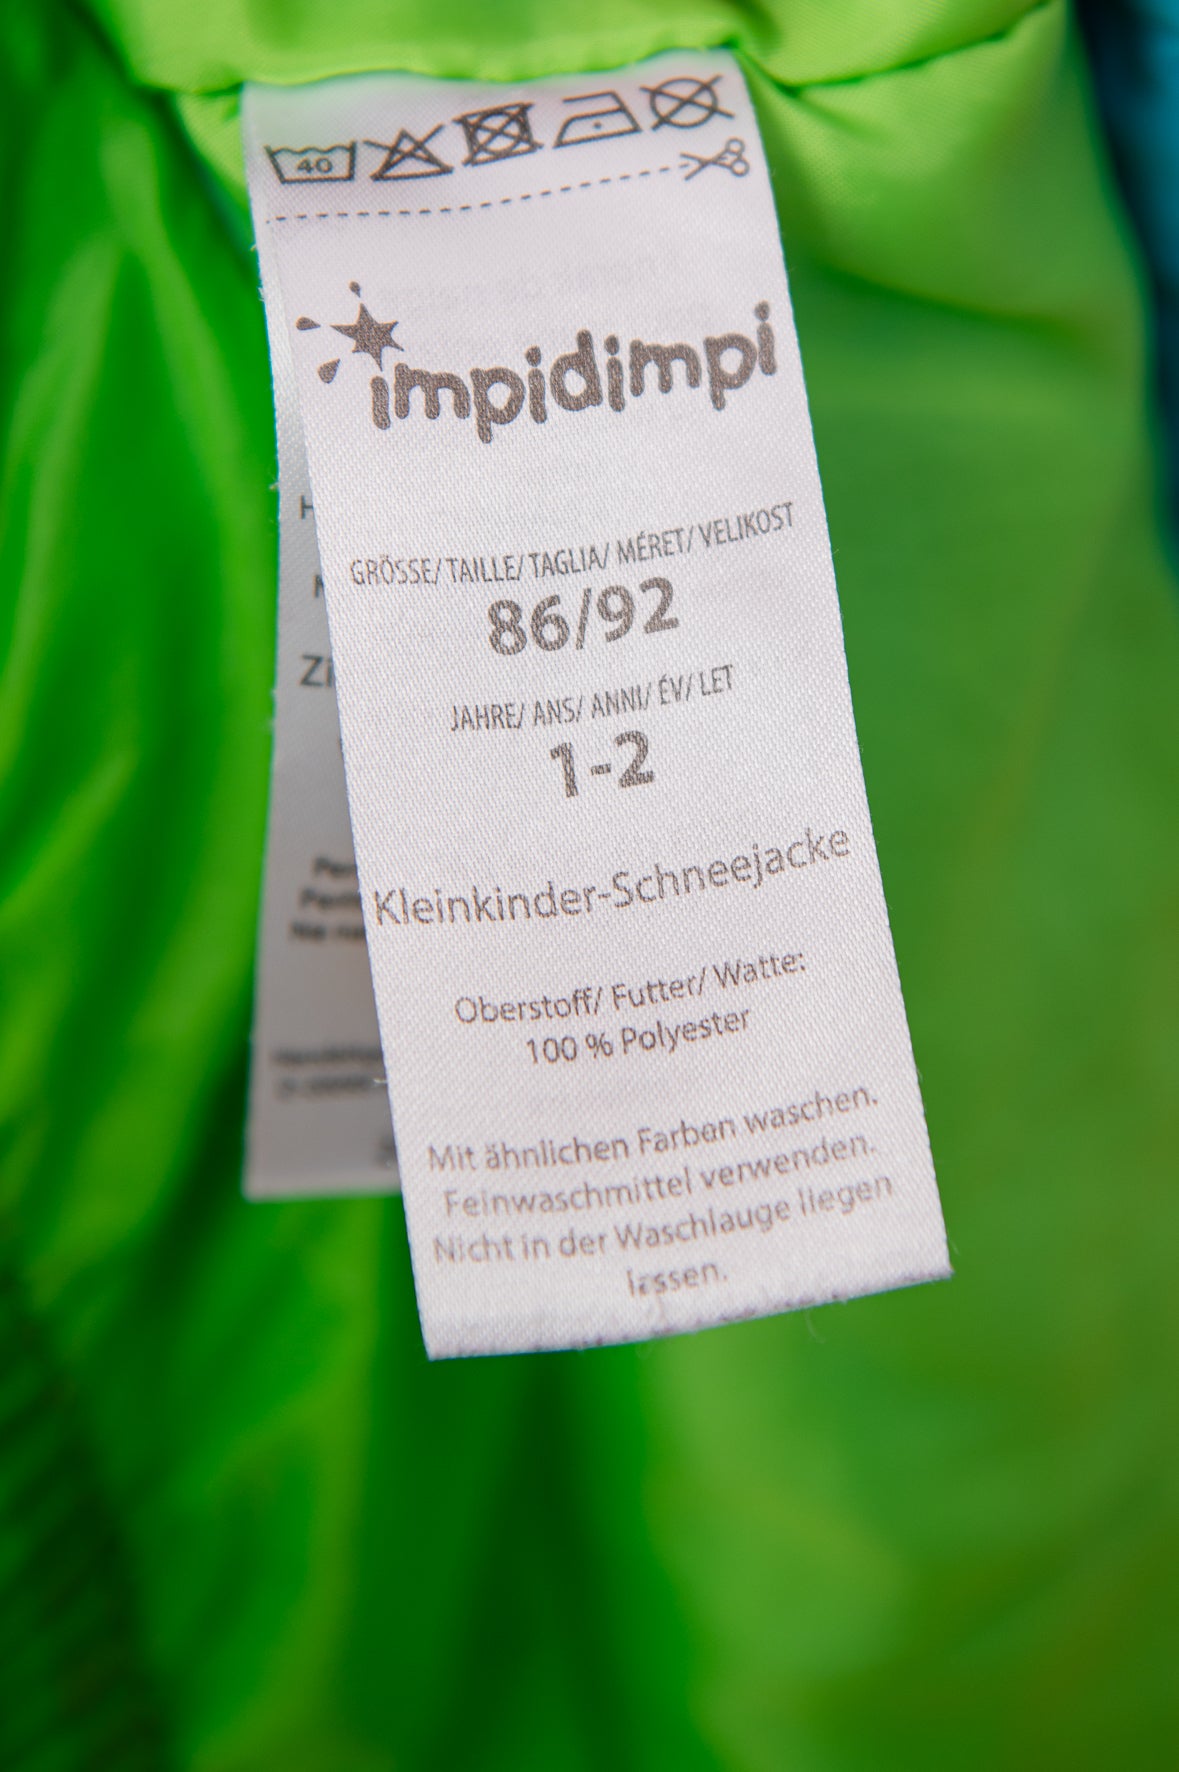 40
impidimpi
GRÖSSE/ TAILLE/ TAGLIA/ MÉRET/ VELIKOST
86/92
JAHRE/ ANS/ ANNI/ ÉV/ LET
1-2
Kleinkinder-Schneejacke
Oberstoff/ Futter/ Watte:
100 % Polyester
Mit ähnlichen Farben waschen.
Feinwaschmittel verwenden.
Nicht in der Waschlauge liegen
lassen.